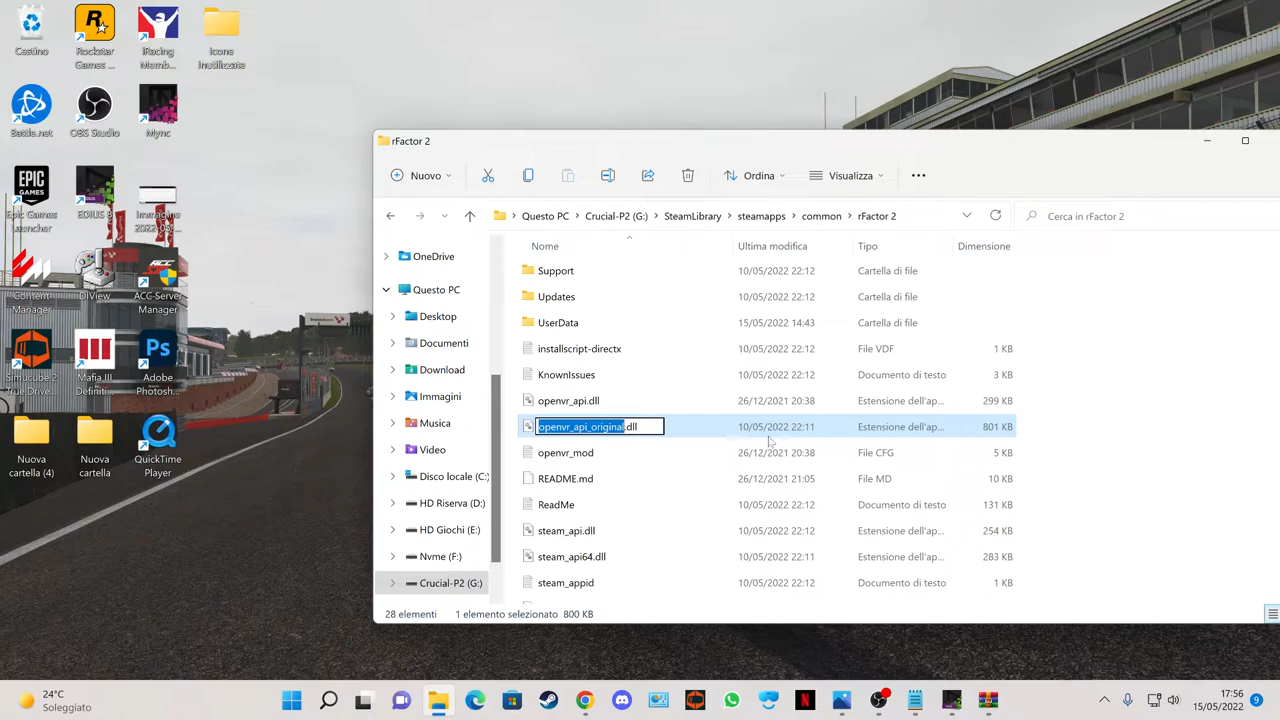 Castino
Rockstar Games ...
iRacing Memb...
Icone Inutilizzate
Battle.net
OBS Studio
Mync
Epic Games Launcher
EDIUS 8
Immagine 2022-05-...
Content Manager
DIView
ACC Server Manager
Simucube 2 True Drive...
Mafia III Definiti...
Adobe Photosh...
Nuova cartella (4)
Nuova cartella
QuickTime Player
rFactor 2
Nuovo
Ordina
Visualizza
Questo PC > Crucial-P2 (G:) > SteamLibrary > steamapps > common > rFactor 2
Cerca in rFactor 2
OneDrive
Questo PC
Desktop
Documenti
Download
Immagini
Musica
Video
Disco locale (C:)
HD Riserva (D:)
HD Giochi (E:)
Nvme (F:)
Crucial-P2 (G:)
Nome Ultima modifica Tipo Dimensione
Support 10/05/2022 22:12 Cartella di file
Updates 10/05/2022 22:12 Cartella di file
UserData 15/05/2022 14:43 Cartella di file
installscript-directx 10/05/2022 22:12 File VDF 1 KB
KnownIssues 10/05/2022 22:12 Documento di testo 3 KB
openvr_api.dll 26/12/2021 20:38 Estensione dell'ap... 299 KB
openvr_api_original.dll 10/05/2022 22:11 Estensione dell'ap... 801 KB
openvr_mod 26/12/2021 20:38 File CFG 5 KB
README.md 26/12/2021 21:05 File MD 10 KB
ReadMe 10/05/2022 22:12 Documento di testo 131 KB
steam_api.dll 10/05/2022 22:12 Estensione dell'ap... 254 KB
steam_api64.dll 10/05/2022 22:11 Estensione dell'ap... 283 KB
steam_appid 10/05/2022 22:12 Documento di testo 1 KB
28 elementi 1 elemento selezionato 800 KB
24°C
Soleggiato
17:56
15/05/2022
9